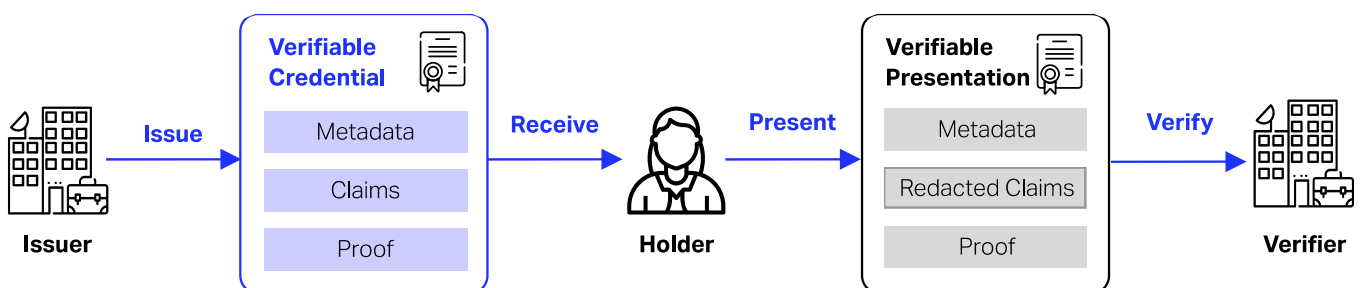 Verifiable
Credential
Verifiable
Presentation
Issue
Metadata
Receive
Present
Metadata
Verify
Claims
Redacted Claims
Issuer
Proof
Holder
Proof
Verifier